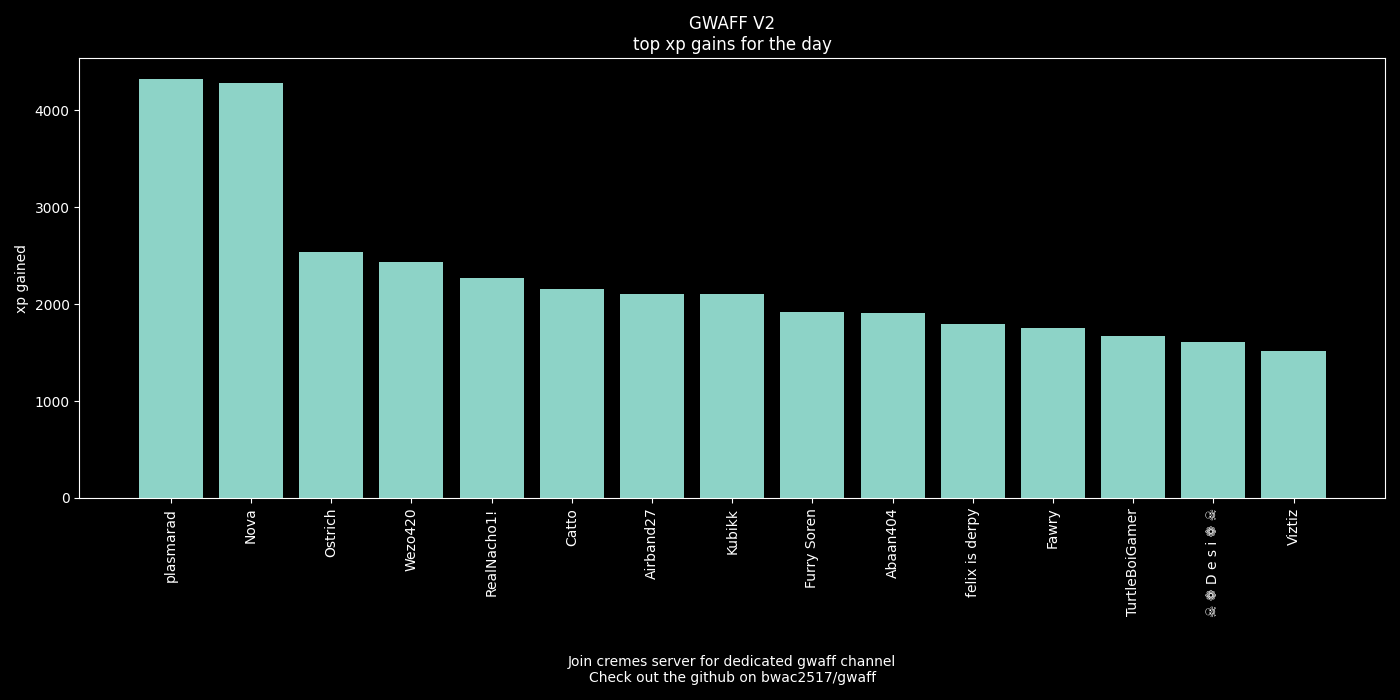 GWAFF V2
top xp gains for the day
xp gained
4000
3000
2000
1000
0
plasmarad
Nova
Ostrich
Wezo420
RealNacho1!
Catto
Airband27
Kubikk
Furry Soren
Abaan404
felix is derpy
Fawry
TurtleBoiGamer
☠ ❁ D e s i ❁ ☠
Viztiz
Join cremes server for dedicated gwaff channel
Check out the github on bwac2517/gwaff